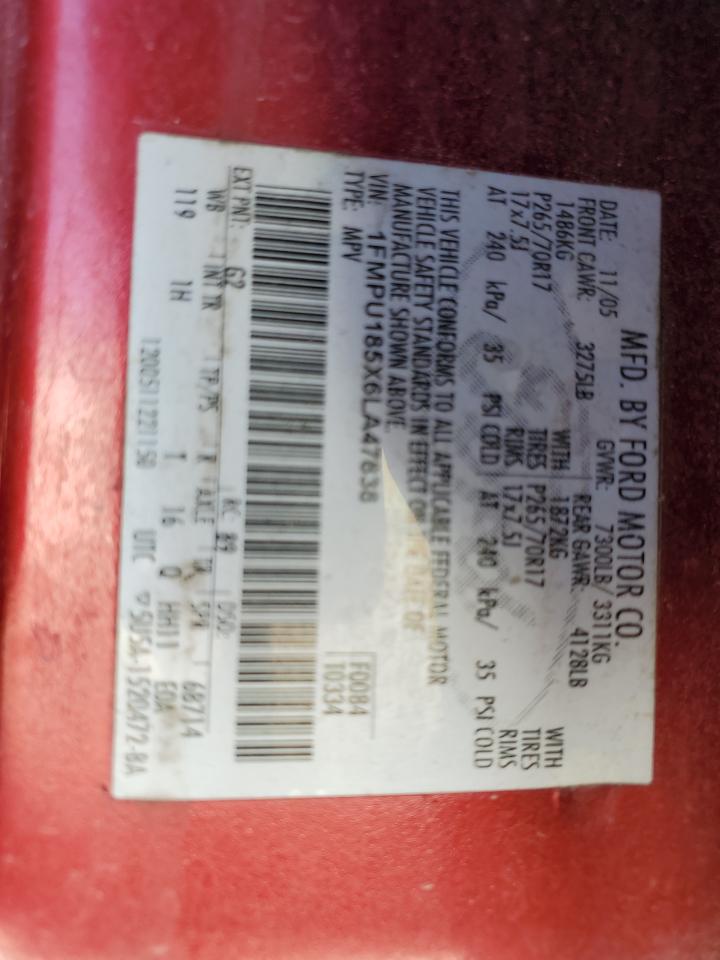 MFD. BY FORD MOTOR CO.
DATE: 11/05 GVWR: 7300LB/ 3311KG
FRONT GAWR: 3275LB REAR GAWR: 4128LB
1486KG WITH 1872KG WITH
P265/70R17 TIRES P265/70R17 TIRES
17x7.5J RIMS 17x7.5J RIMS
AT 240 kPa/ 35 PSI COLD AT 240 kPa/ 35 PSI COLD
THIS VEHICLE CONFORMS TO ALL APPLICABLE FEDERAL MOTOR
VEHICLE SAFETY STANDARDS IN EFFECT ON THE DATE OF
MANUFACTURE SHOWN ABOVE.
VIN: 1FMPU185X6LA47638
TYPE: MPV
F0084
10334
EXT PNT: G2 RC: 89 DSO:
WB INT TR TP/PS R AXLE TR SPR 68714
119 1H T 16 Q HH11 EDA
1200511221150 UTC 5U5A-1520472-BA